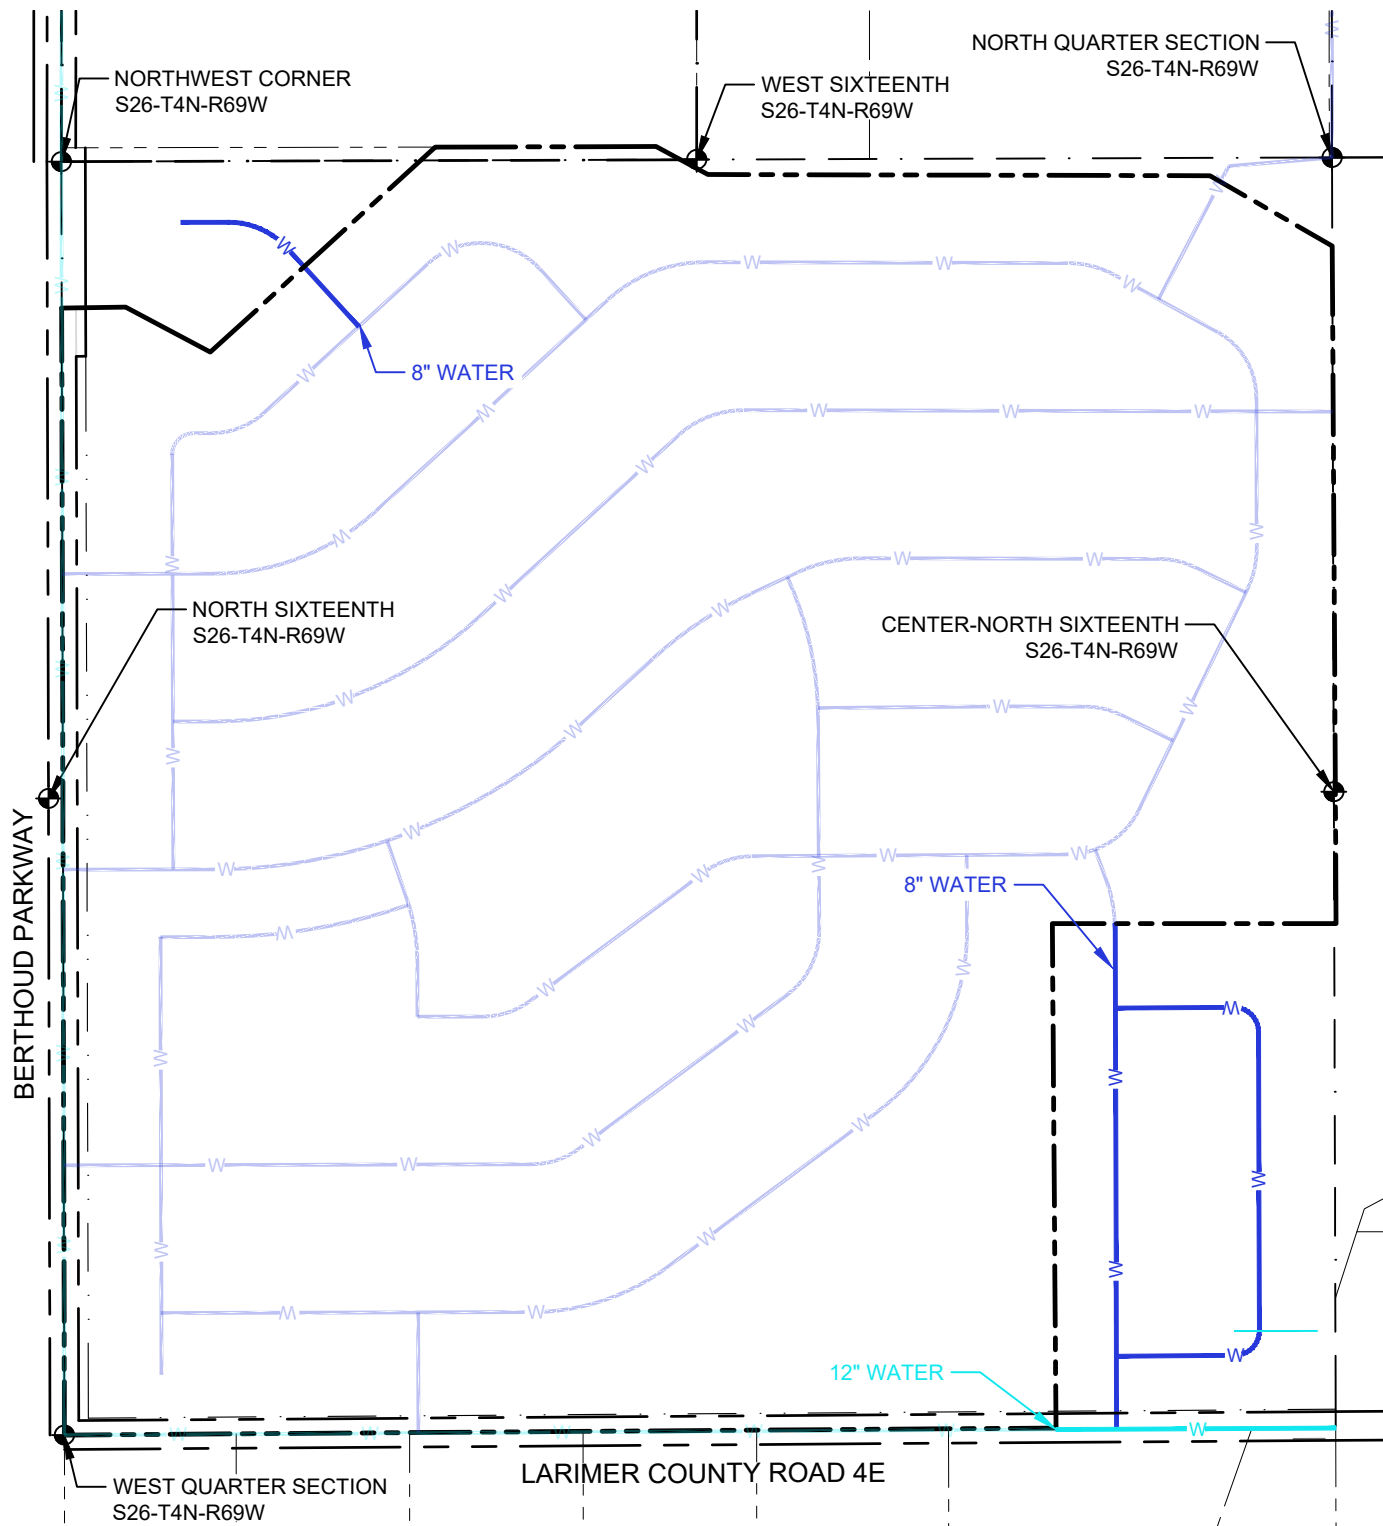 NORTH QUARTER SECTION
S26-T4N-R69W
NORTHWEST CORNER
S26-T4N-R69W
WEST SIXTEENTH
S26-T4N-R69W
8" WATER
NORTH SIXTEENTH
S26-T4N-R69W
CENTER-NORTH SIXTEENTH
S26-T4N-R69W
BERTHOUD PARKWAY
8" WATER
12" WATER
LARIMER COUNTY ROAD 4E
WEST QUARTER SECTION
S26-T4N-R69W